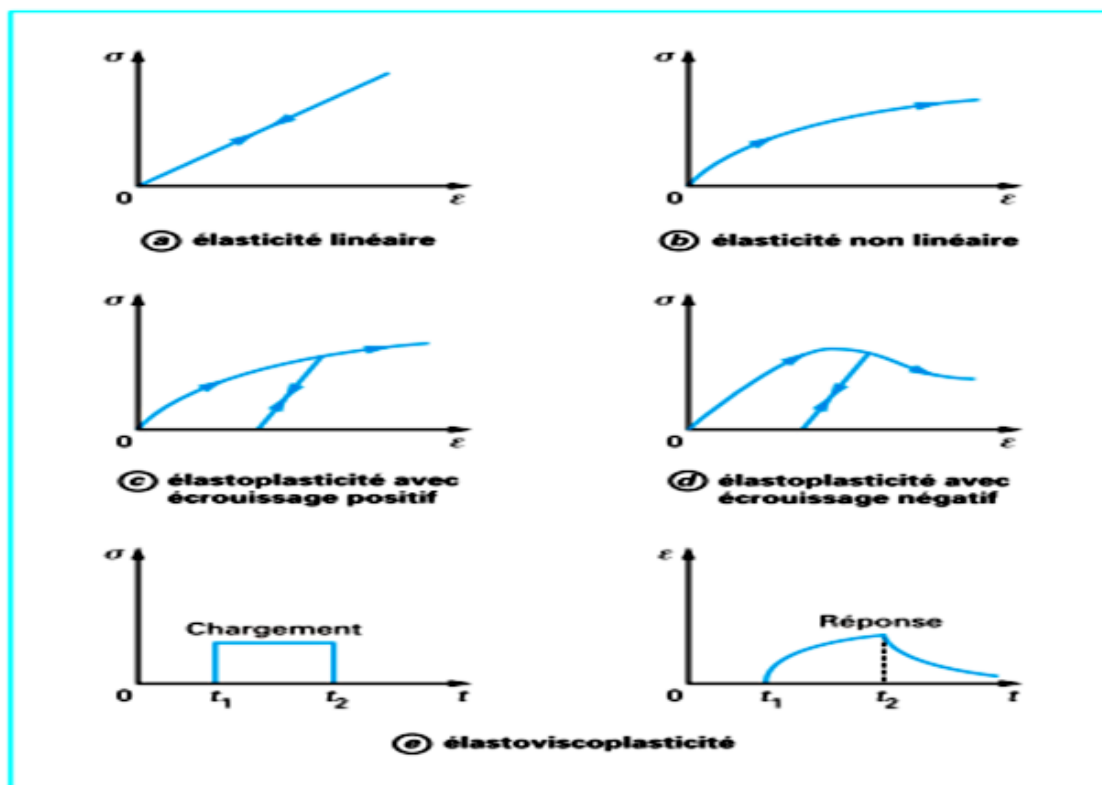 σ
0
ε
ⓐ élasticité linéaire
σ
0
ε
ⓑ élasticité non linéaire
σ
0
ε
ⓒ élastoplasticité avec
écrouissage positif
σ
0
ε
ⓓ élastoplasticité avec
écrouissage négatif
σ
Chargement
0
t₁
t₂
t
ε
Réponse
0
t₁
t₂
t
ⓔ élastoviscoplasticité